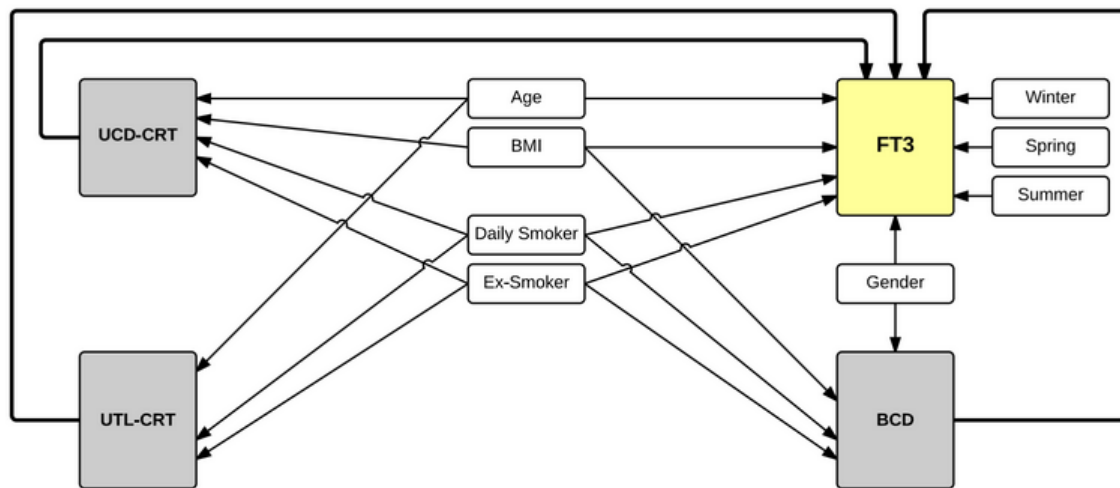 Age
Winter
UCD-CRT
FT3
BMI
Spring
Summer
Daily Smoker
Ex-Smoker
Gender
UTL-CRT
BCD